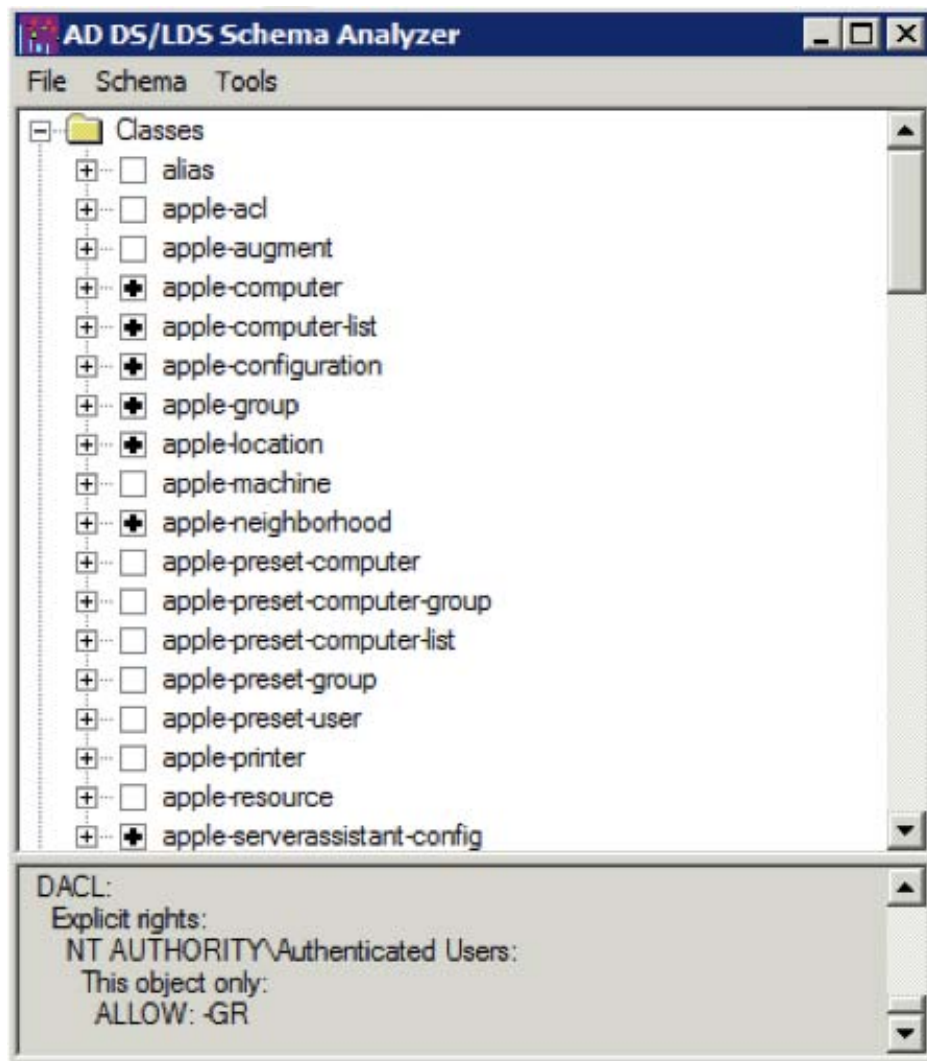 AD DS/LDS Schema Analyzer
File Schema Tools
Classes
alias
apple-acl
apple-augment
apple-computer
apple-computer-list
apple-configuration
apple-group
apple-location
apple-machine
apple-neighborhood
apple-preset-computer
apple-preset-computer-group
apple-preset-computer-list
apple-preset-group
apple-preset-user
apple-printer
apple-resource
apple-serverassistant-config
DACL:
Explicit rights:
NT AUTHORITY\Authenticated Users:
This object only:
ALLOW: -GR